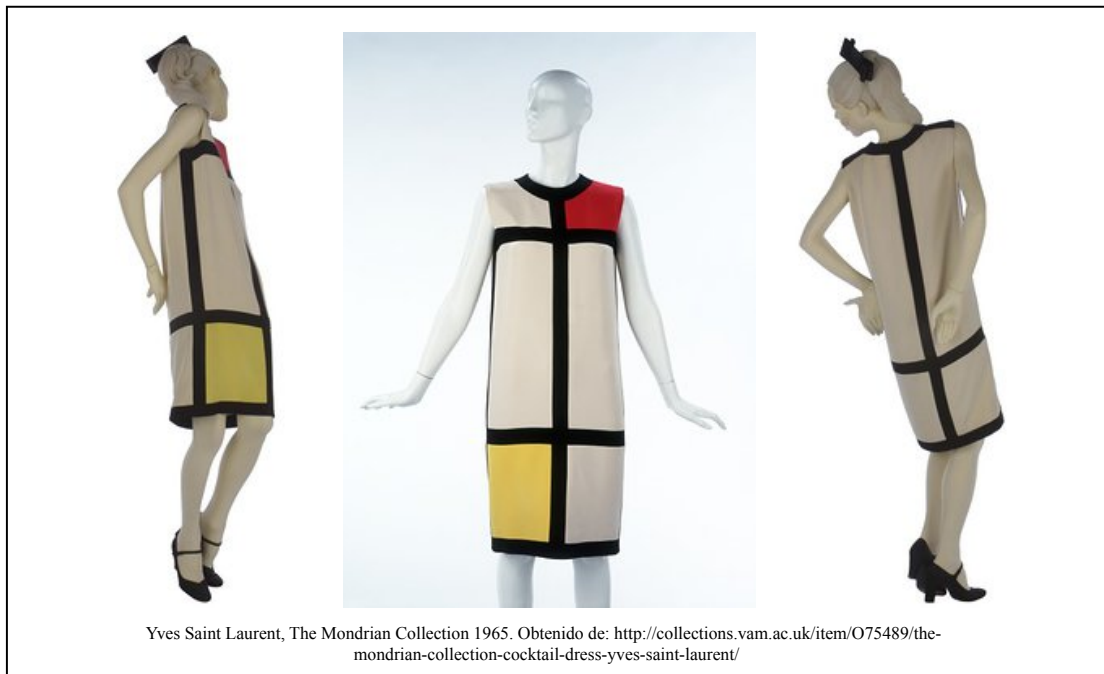 Yves Saint Laurent, The Mondrian Collection 1965. Obtenido de: http://collections.vam.ac.uk/item/O75489/the-
mondrian-collection-cocktail-dress-yves-saint-laurent/